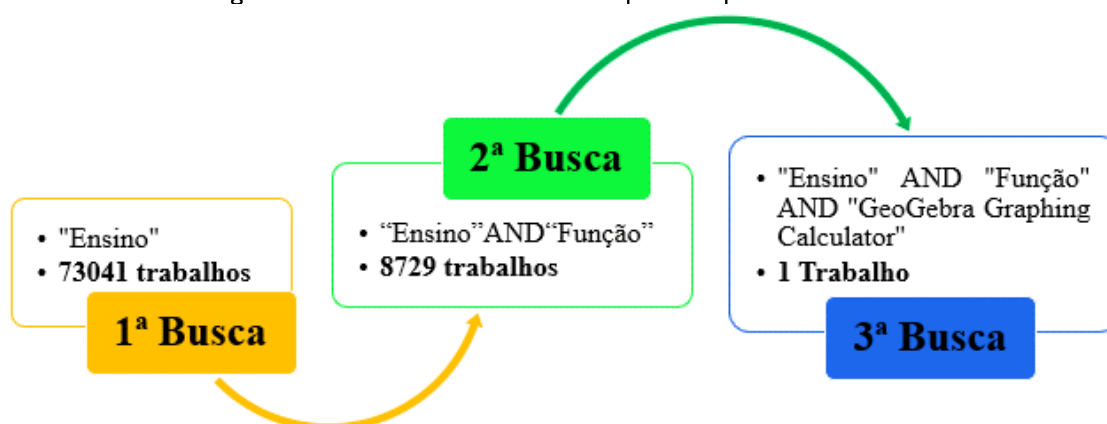 • "Ensino"
• 73041 trabalhos
1ª Busca
2ª Busca
• “Ensino”AND“Função”
• 8729 trabalhos
• "Ensino" AND "Função"
AND "GeoGebra Graphing
Calculator"
• 1 Trabalho
3ª Busca